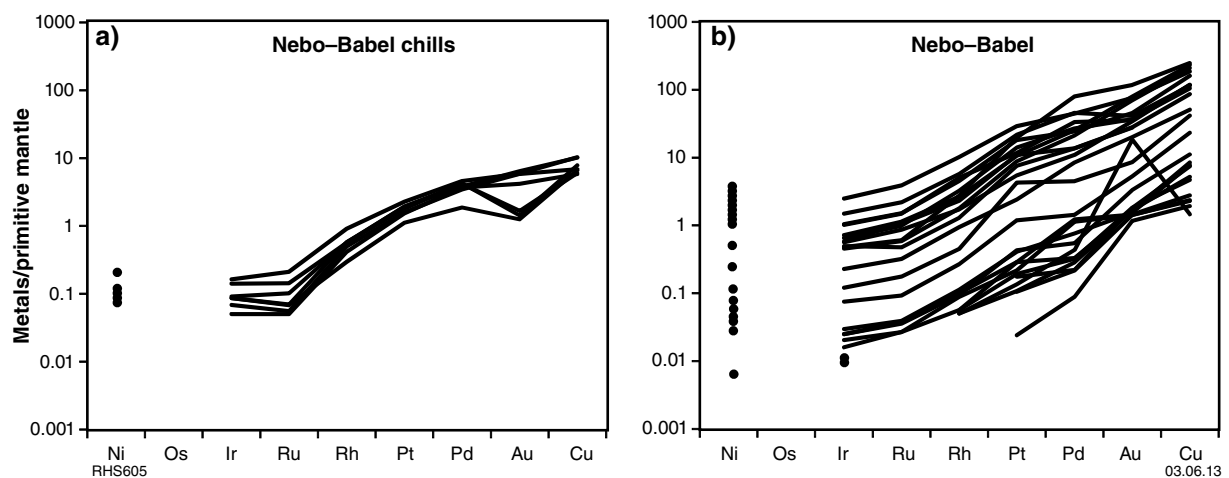 a)
Nebo–Babel chills
Metals/primitive mantle
1000
100
10
1
0.1
0.01
0.001
Ni Os Ir Ru Rh Pt Pd Au Cu
RHS605
b)
Nebo–Babel
1000
100
10
1
0.1
0.01
0.001
Ni Os Ir Ru Rh Pt Pd Au Cu
03.06.13